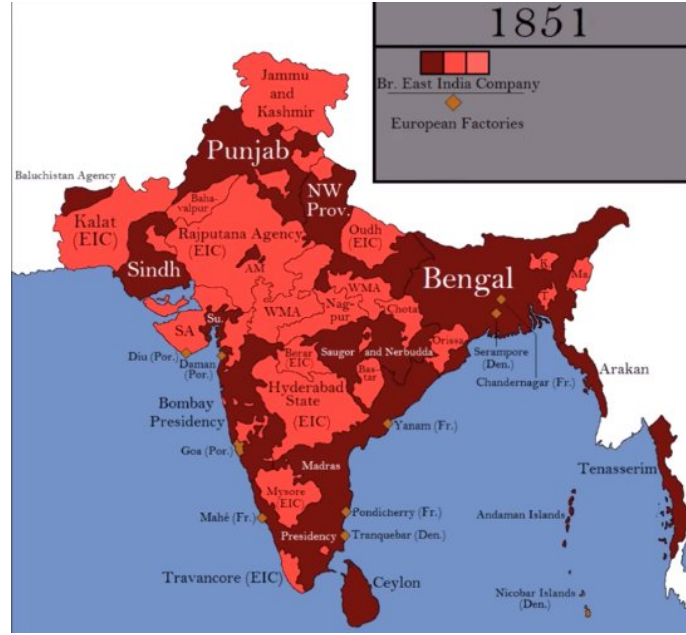 1851
Br. East India Company
European Factories
Jammu
and
Kashmir
Punjab
Baluchistan Agency
NW
Prov.
Baha-
walpur
Kalat
(EIC)
Rajputana Agency
(EIC)
Oudh
(EIC)
Sindh
AM
Bengal
K
Ma
T
WMA
WMA
Nag-
pur
Chota
Su.
SA
Berar
(EIC)
Saugor
and Nerbudda
Orissa
Bas-
tar
Serampore
(Den.)
Chandernagar (Fr.)
Arakan
Diu (Por.)
Daman
(Por.)
Hyderabad
State
(EIC)
Bombay
Presidency
Yanam (Fr.)
Goa (Por.)
Madras
Tenasserim
Mysore
(EIC)
Mahé (Fr.)
Pondicherry (Fr.)
Andaman Islands
Presidency
Tranquebar (Den.)
Travancore (EIC)
Ceylon
Nicobar Islands
(Den.)